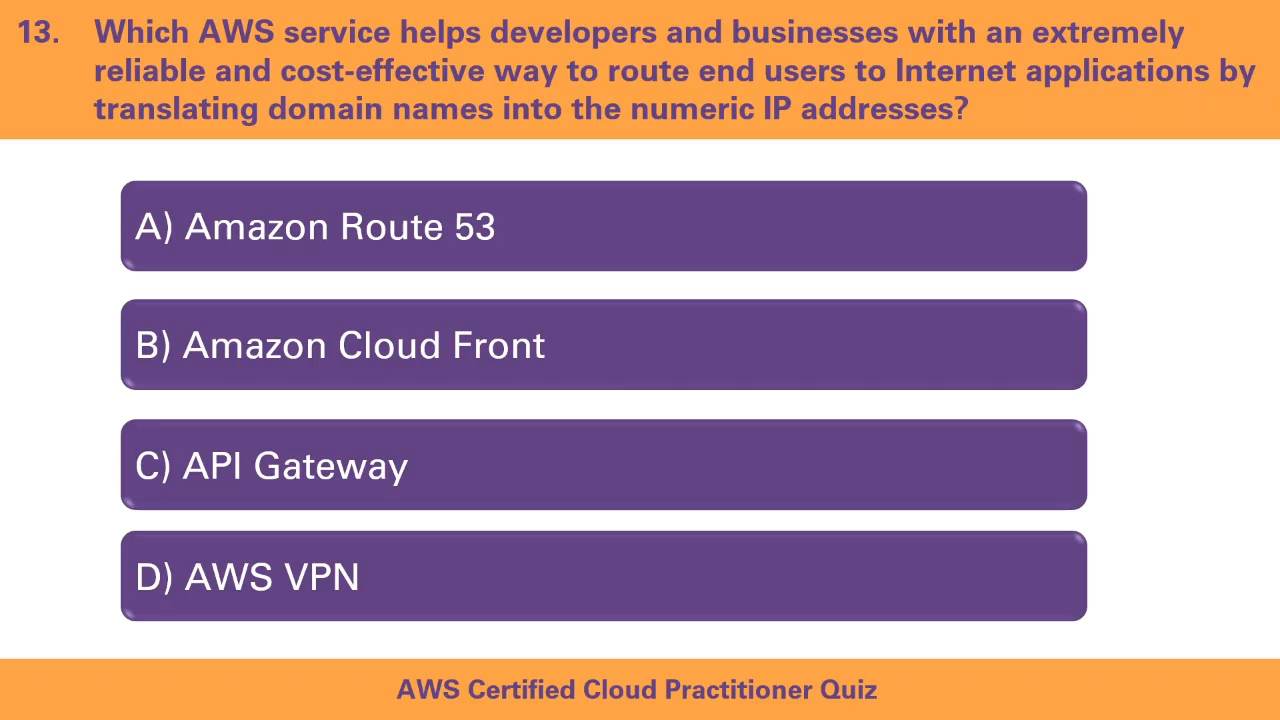 13. Which AWS service helps developers and businesses with an extremely
reliable and cost-effective way to route end users to Internet applications by
translating domain names into the numeric IP addresses?
A) Amazon Route 53
B) Amazon Cloud Front
C) API Gateway
D) AWS VPN
AWS Certified Cloud Practitioner Quiz